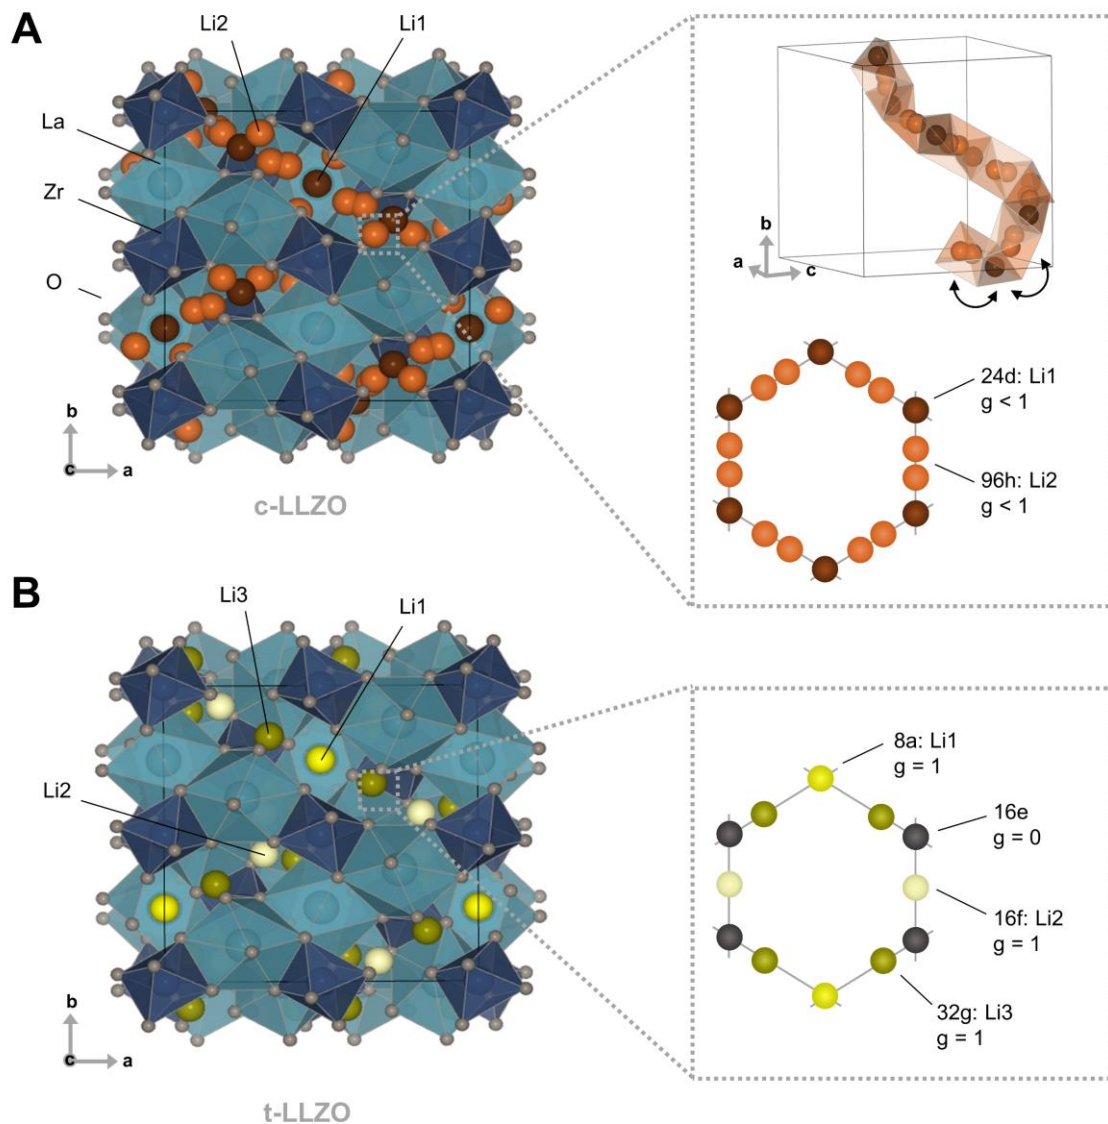 A
Li2
Li1
La
Zr
O
b
c
a
c-LLZO
b
a
c
24d: Li1
g < 1
96h: Li2
g < 1
B
Li3
Li1
Li2
b
c
a
t-LLZO
8a: Li1
g = 1
16e
g = 0
16f: Li2
g = 1
32g: Li3
g = 1